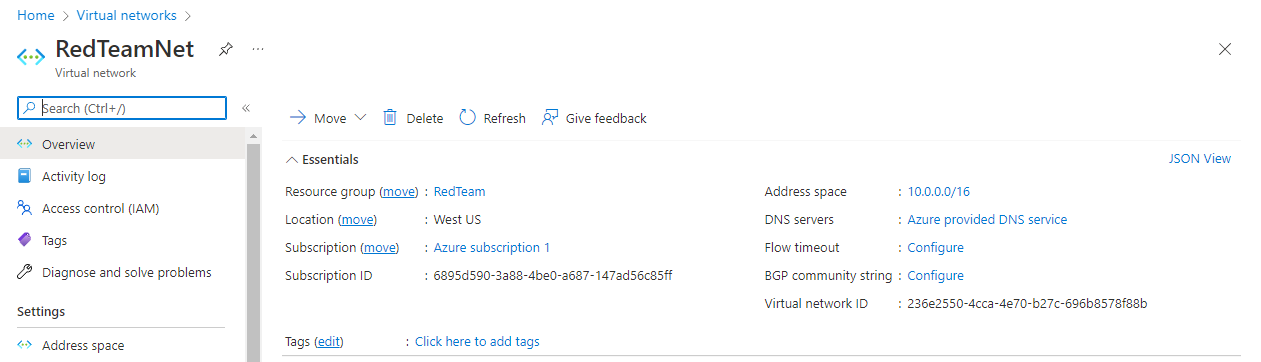 Home > Virtual networks >
RedTeamNet ...
Virtual network
Search (Ctrl+/) «
Overview
Activity log
Access control (IAM)
Tags
Diagnose and solve problems
Settings
Address space
Move Delete Refresh Give feedback
Essentials JSON View
Resource group (move) : RedTeam
Location (move) : West US
Subscription (move) : Azure subscription 1
Subscription ID : 6895d590-3a88-4be0-a687-147ad56c85ff
Address space : 10.0.0.0/16
DNS servers : Azure provided DNS service
Flow timeout : Configure
BGP community string : Configure
Virtual network ID : 236e2550-4cca-4e70-b27c-696b8578f88b
Tags (edit) : Click here to add tags